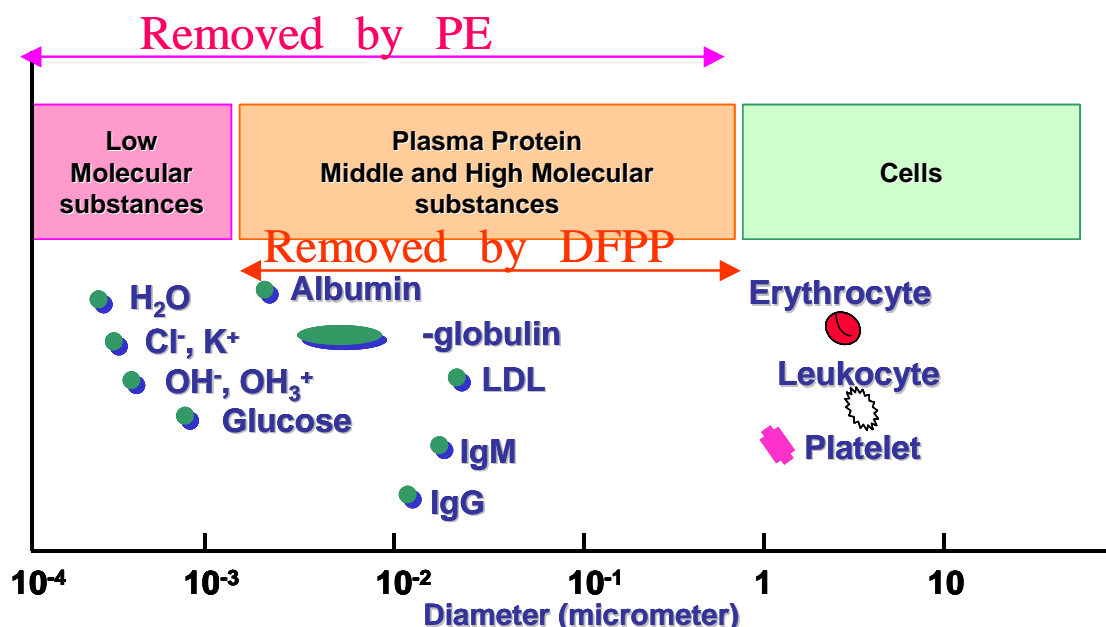 Removed by PE
Low
Molecular
substances
Plasma Protein
Middle and High Molecular
substances
Cells
Removed by DFPP
H₂O
Albumin
Erythrocyte
Cl⁻, K⁺
-globulin
OH⁻, OH₃⁺
LDL
Leukocyte
Glucose
IgM
Platelet
IgG
10⁻⁴ 10⁻³ 10⁻² 10⁻¹ 1 10
Diameter (micrometer)